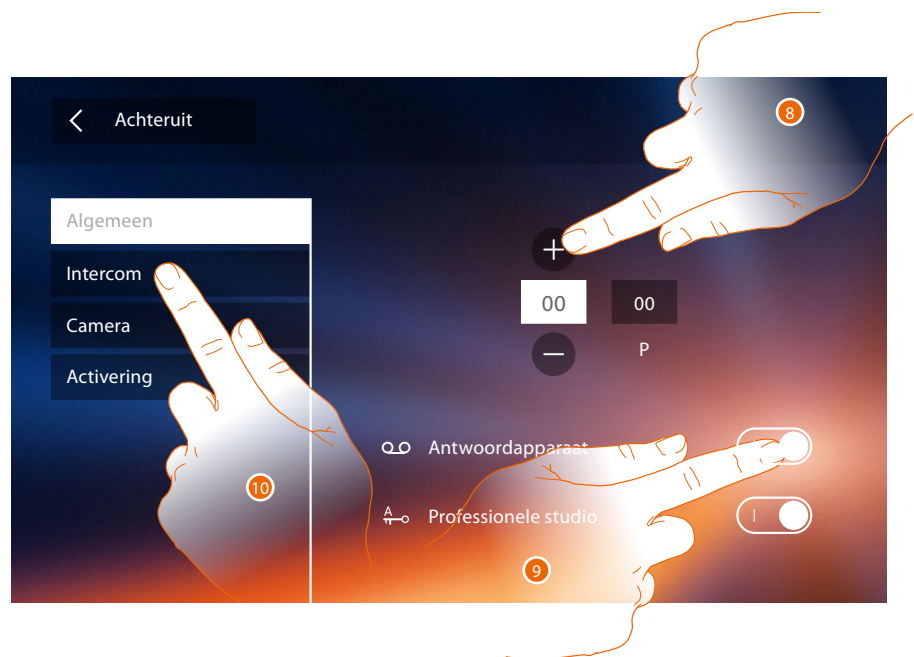 Achteruit
8
Algemeen
Intercom
Camera
Activering
00 00
P
Antwoordapparaat
10
Professionele studio
9